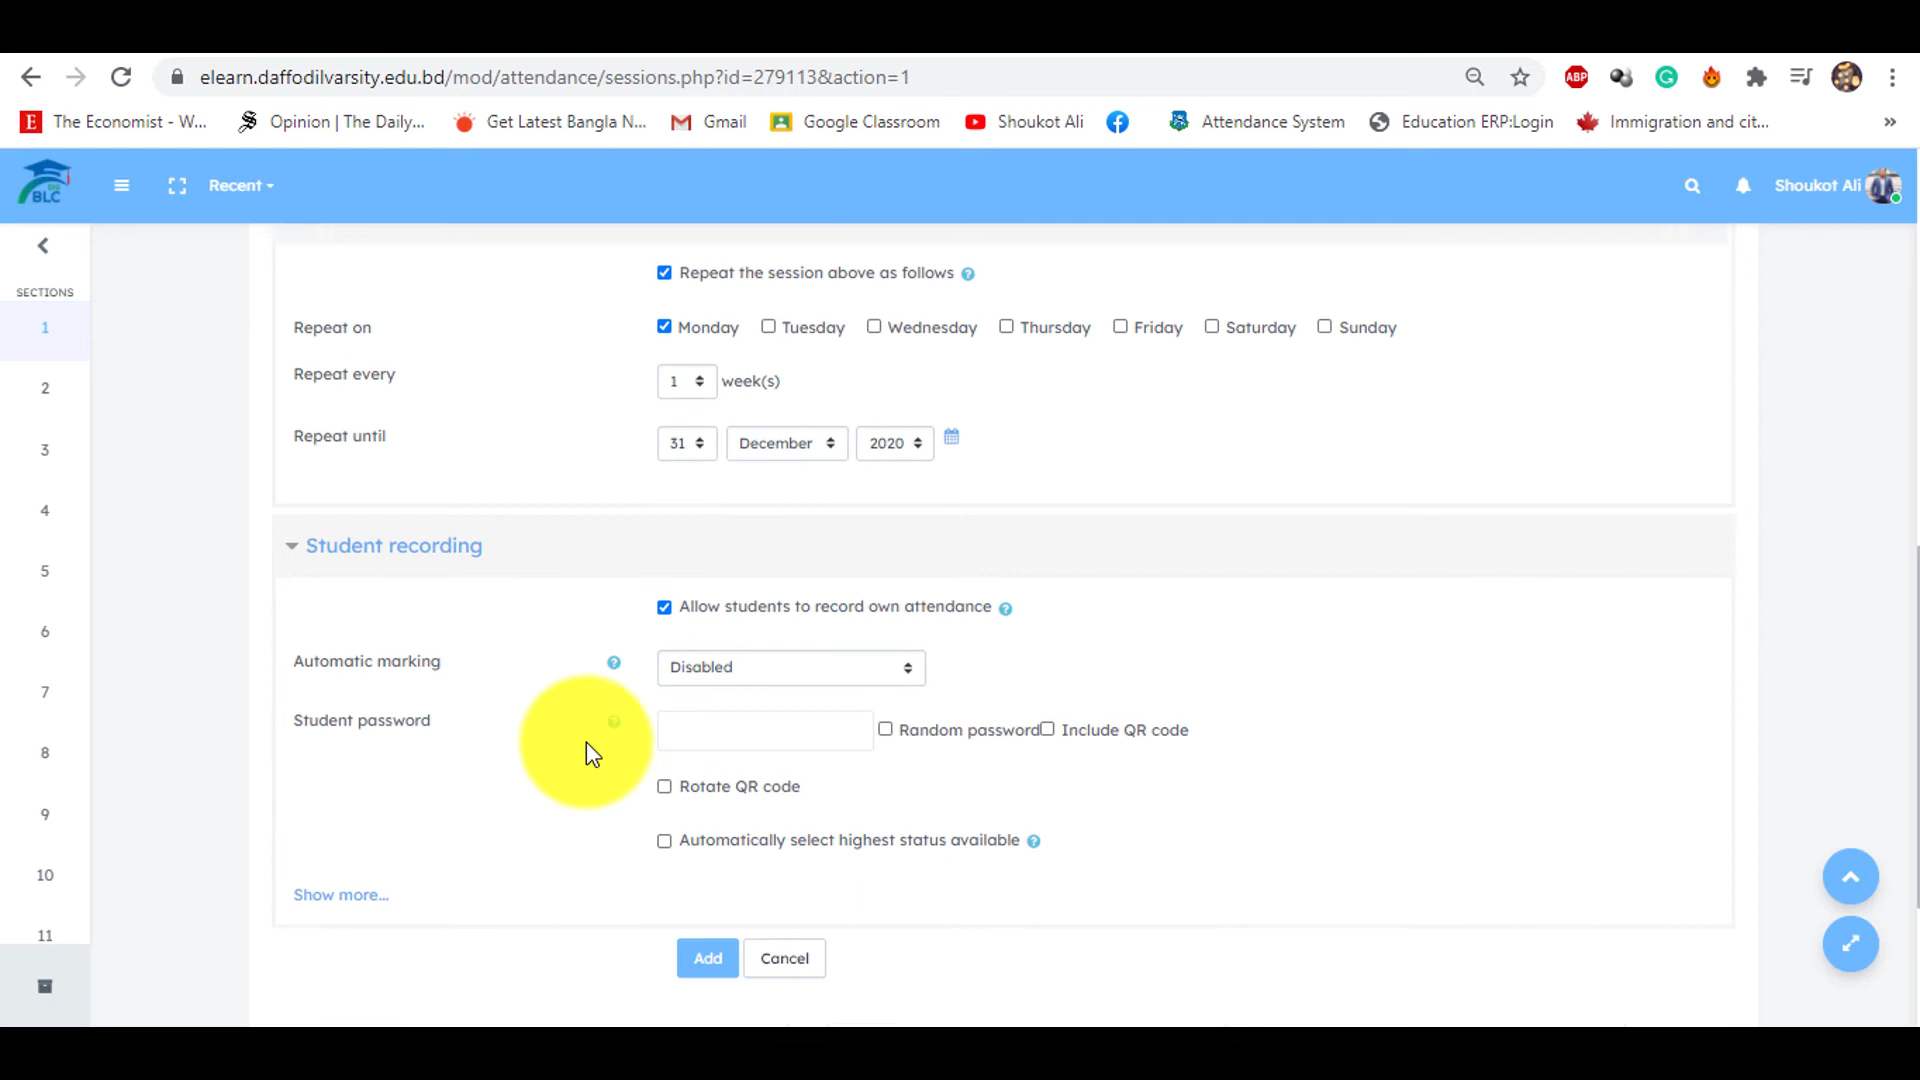 elearn.daffodilvarsity.edu.bd/mod/attendance/sessions.php?id=279113&action=1
ABP
The Economist - W... Opinion | The Daily... Get Latest Bangla N... Gmail Google Classroom Shoukot Ali Attendance System Education ERP:Login Immigration and cit... »
BLC Recent Shoukot Ali
SECTIONS
1
2
3
4
5
6
7
8
9
10
11
Repeat the session above as follows
Repeat on Monday Tuesday Wednesday Thursday Friday Saturday Sunday
Repeat every 1 week(s)
Repeat until 31 December 2020
Student recording
Allow students to record own attendance
Automatic marking Disabled
Student password Random password Include QR code
Rotate QR code
Automatically select highest status available
Show more...
Add Cancel